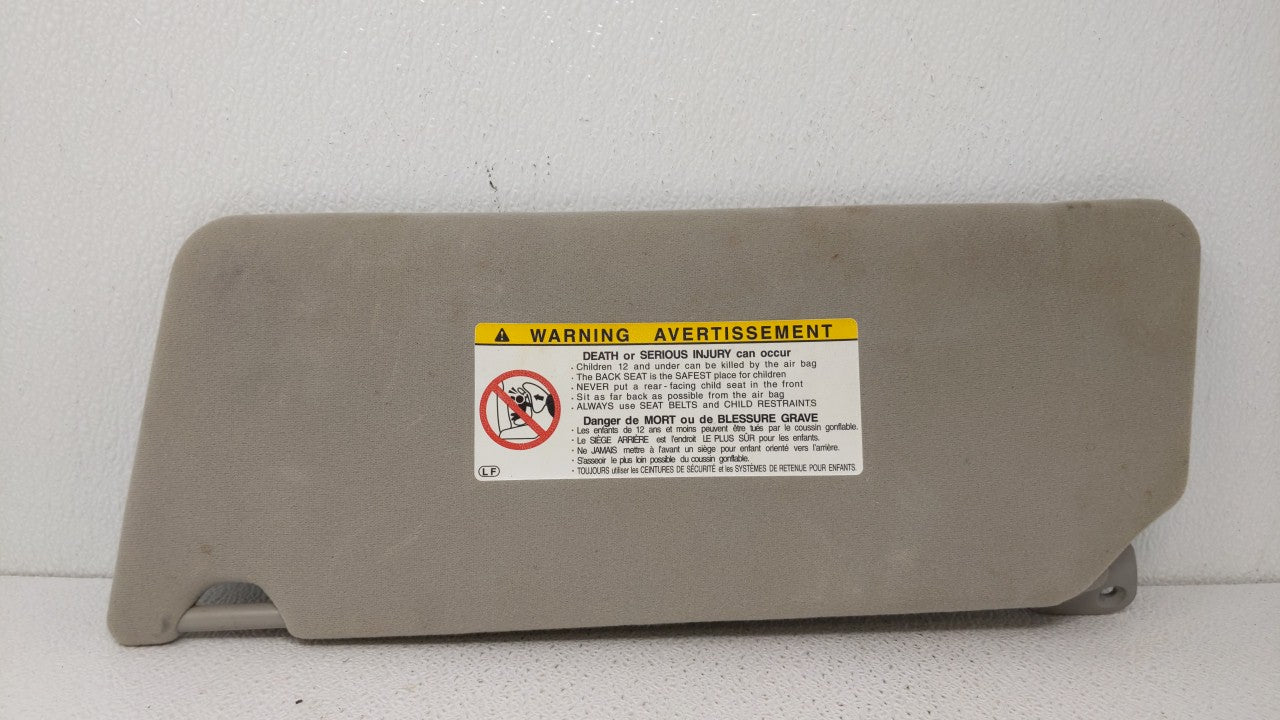 WARNING AVERTISSEMENT
DEATH or SERIOUS INJURY can occur
· Children 12 and under can be killed by the air bag
· The BACK SEAT is the SAFEST place for children
· NEVER put a rear-facing child seat in the front
· Sit as far back as possible from the air bag
· ALWAYS use SEAT BELTS and CHILD RESTRAINTS
Danger de MORT ou de BLESSURE GRAVE
· Les enfants de 12 ans et moins peuvent être tués par le coussin gonflable.
· Le SIÈGE ARRIÈRE est l'endroit LE PLUS SÛR pour les enfants.
· Ne JAMAIS mettre à l'avant un siège pour enfant orienté vers l'arrière.
· S'asseoir le plus loin possible du coussin gonflable.
· TOUJOURS utiliser les CEINTURES DE SÉCURITÉ et les SYSTÈMES DE RETENUE POUR ENFANTS.
LF